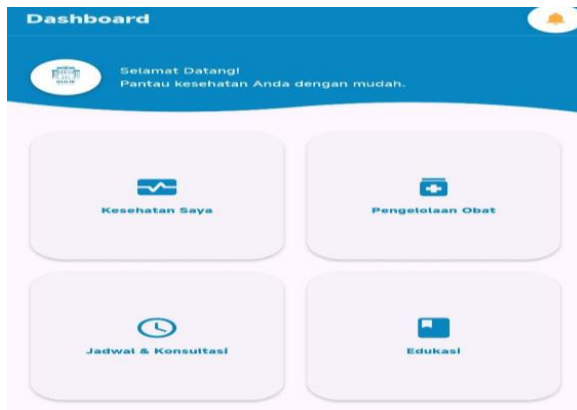 Dashboard
Selamat Datang!
Pantau kesehatan Anda dengan mudah.
Kesehatan Saya
Pengelolaan Obat
Jadwal & Konsultasi
Edukasi